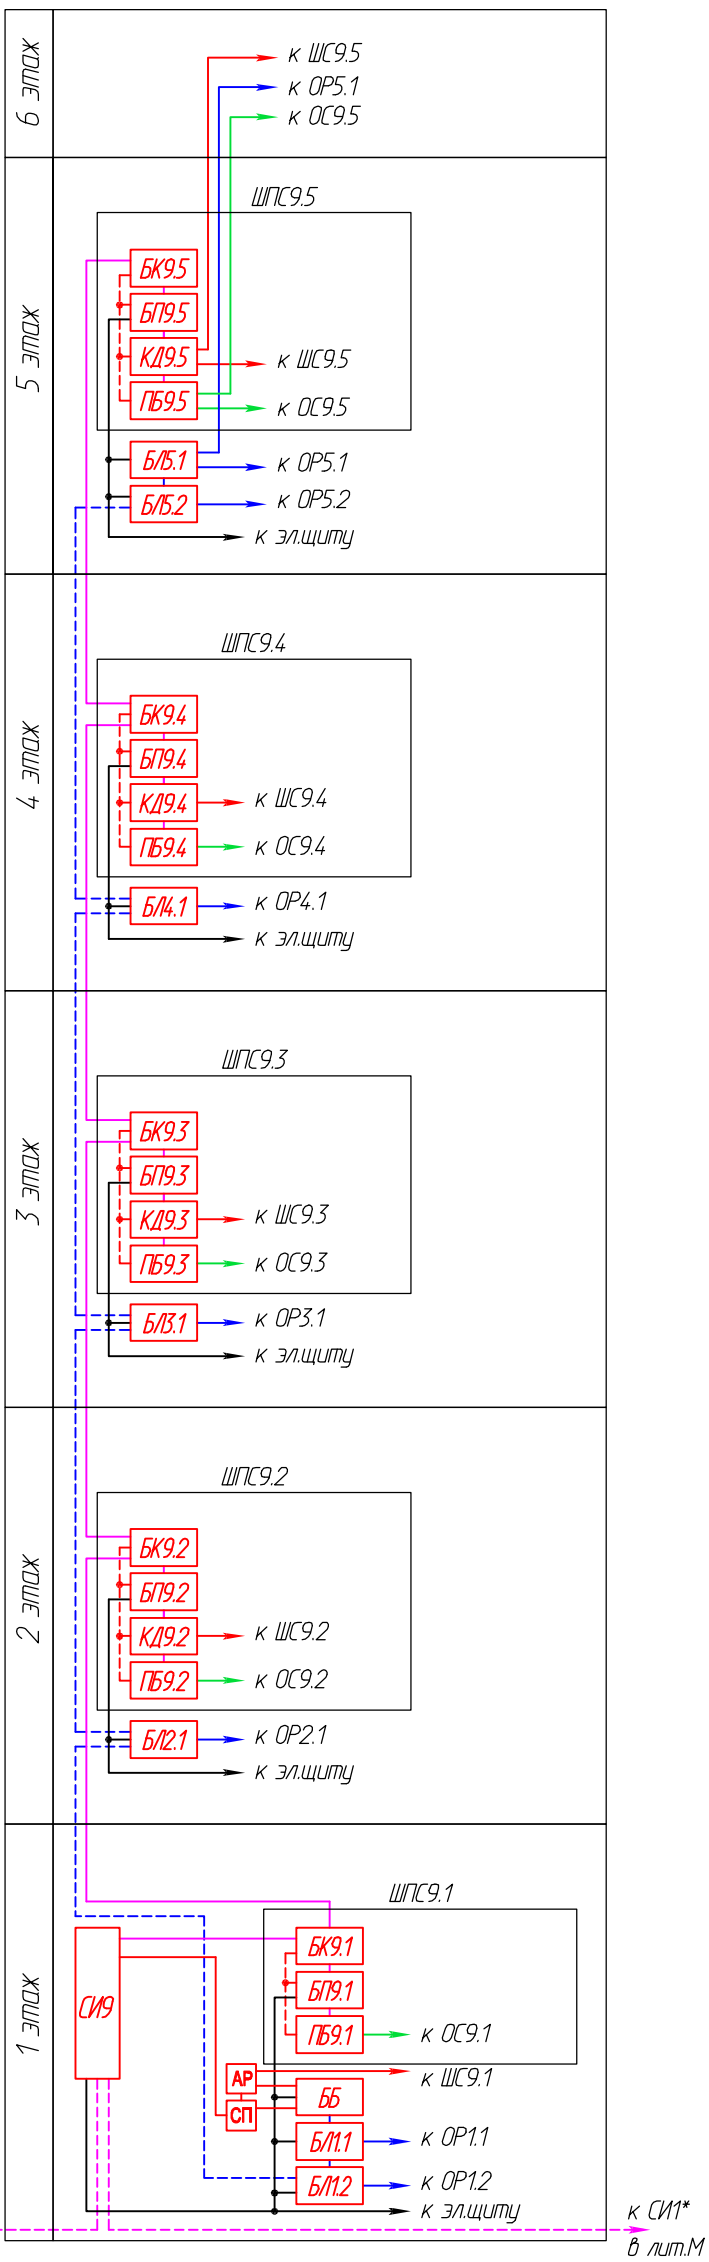 6 этаж
к ШС9.5
к ОР5.1
к ОС9.5
5 этаж
ШПС9.5
БК9.5
БП9.5
КД9.5
к ШС9.5
ПБ9.5
к ОС9.5
БЛ5.1
к ОР5.1
БЛ5.2
к ОР5.2
к эл.щиту
4 этаж
ШПС9.4
БК9.4
БП9.4
КД9.4
к ШС9.4
ПБ9.4
к ОС9.4
БЛ4.1
к ОР4.1
к эл.щиту
3 этаж
ШПС9.3
БК9.3
БП9.3
КД9.3
к ШС9.3
ПБ9.3
к ОС9.3
БЛ3.1
к ОР3.1
к эл.щиту
2 этаж
ШПС9.2
БК9.2
БП9.2
КД9.2
к ШС9.2
ПБ9.2
к ОС9.2
БЛ2.1
к ОР2.1
к эл.щиту
1 этаж
ШПС9.1
СИ9
БК9.1
БП9.1
ПБ9.1
к ОС9.1
АР
к ШС9.1
СП
ББ
БЛ1.1
к ОР1.1
БЛ1.2
к ОР1.2
к эл.щиту
к СИ1*
в лит.М